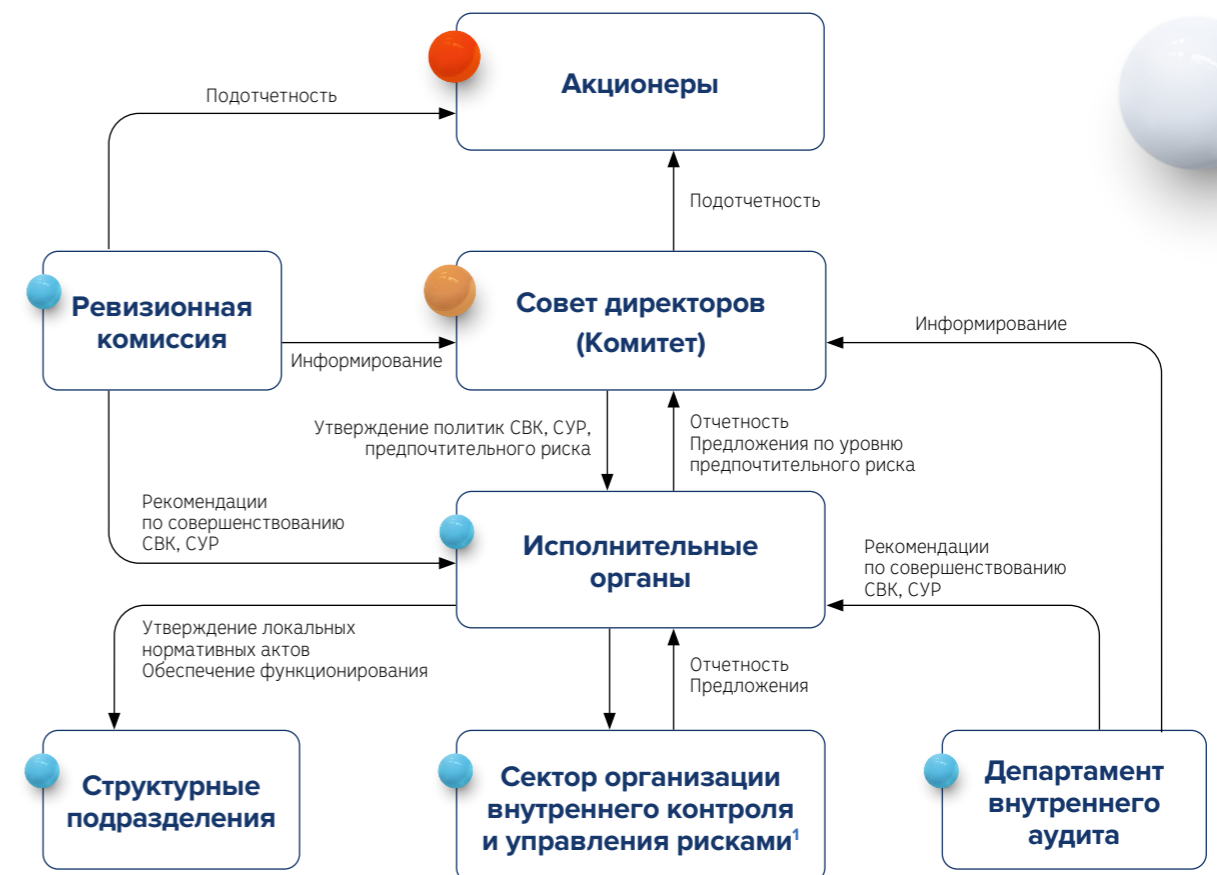 Акционеры
Подотчетность
Подотчетность
Ревизионная
комиссия
Совет директоров
(Комитет)
Информирование
Информирование
Утверждение политик СВК, СУР,
предпочтительного риска
Отчетность
Предложения по уровню
предпочтительного риска
Рекомендации
по совершенствованию
СВК, СУР
Исполнительные
органы
Рекомендации
по совершенствованию
СВК, СУР
Утверждение локальных
нормативных актов
Обеспечение функционирования
Отчетность
Предложения
Структурные
подразделения
Сектор организации
внутреннего контроля
и управления рисками¹
Департамент
внутреннего
аудита